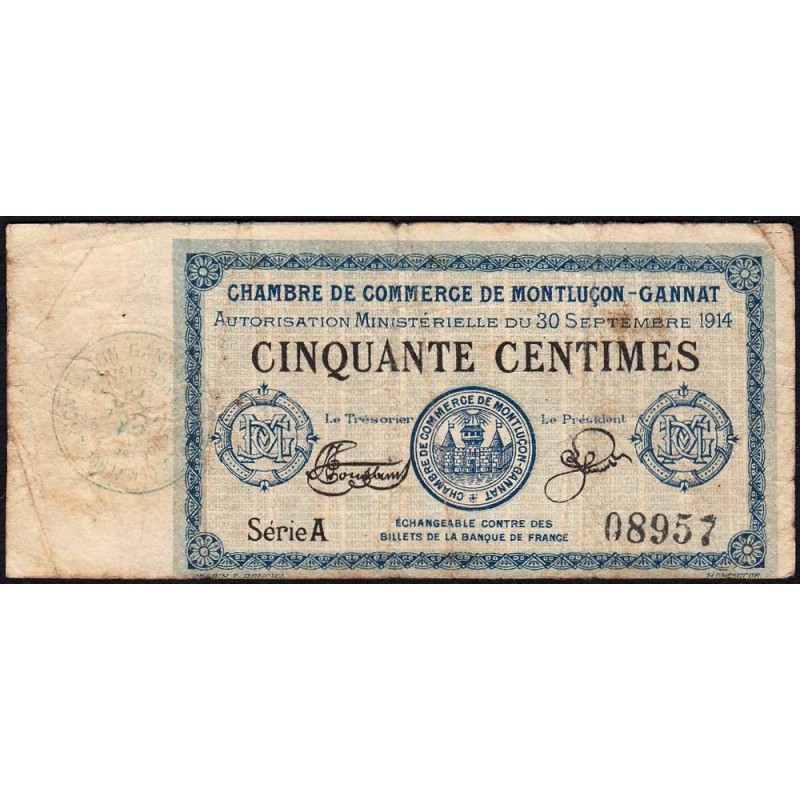 CHAMBRE DE COMMERCE DE MONTLUÇON-GANNAT
AUTORISATION MINISTÉRIELLE DU 30 SEPTEMBRE 1914
CINQUANTE CENTIMES
Le Trésorier
Le Président
CHAMBRE DE COMMERCE DE MONTLUÇON-GANNAT
Série A
ÉCHANGEABLE CONTRE DES
BILLETS DE LA BANQUE DE FRANCE
08957